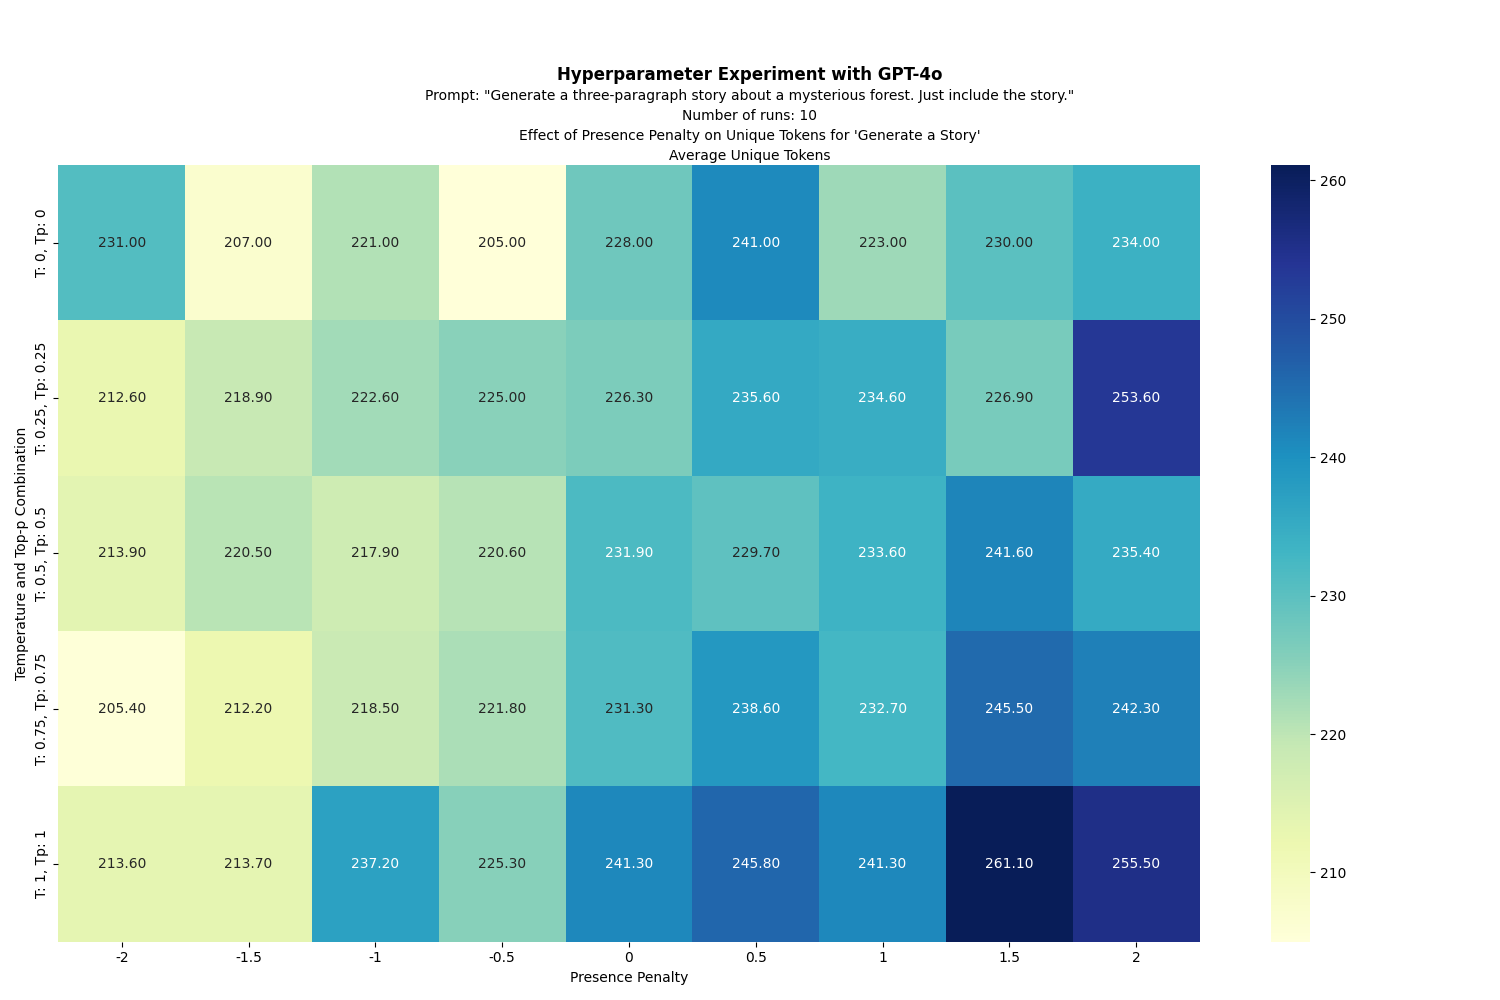 Hyperparameter Experiment with GPT-4o
Prompt: "Generate a three-paragraph story about a mysterious forest. Just include the story."
Number of runs: 10
Effect of Presence Penalty on Unique Tokens for 'Generate a Story'
Average Unique Tokens
Temperature and Top-p Combination
T: 0, Tp: 0
231.00 207.00 221.00 205.00 228.00 241.00 223.00 230.00 234.00
T: 0.25, Tp: 0.25
212.60 218.90 222.60 225.00 226.30 235.60 234.60 226.90 253.60
T: 0.5, Tp: 0.5
213.90 220.50 217.90 220.60 231.90 229.70 233.60 241.60 235.40
T: 0.75, Tp: 0.75
205.40 212.20 218.50 221.80 231.30 238.60 232.70 245.50 242.30
T: 1, Tp: 1
213.60 213.70 237.20 225.30 241.30 245.80 241.30 261.10 255.50
-2 -1.5 -1 -0.5 0 0.5 1 1.5 2
Presence Penalty
260
250
240
230
220
210